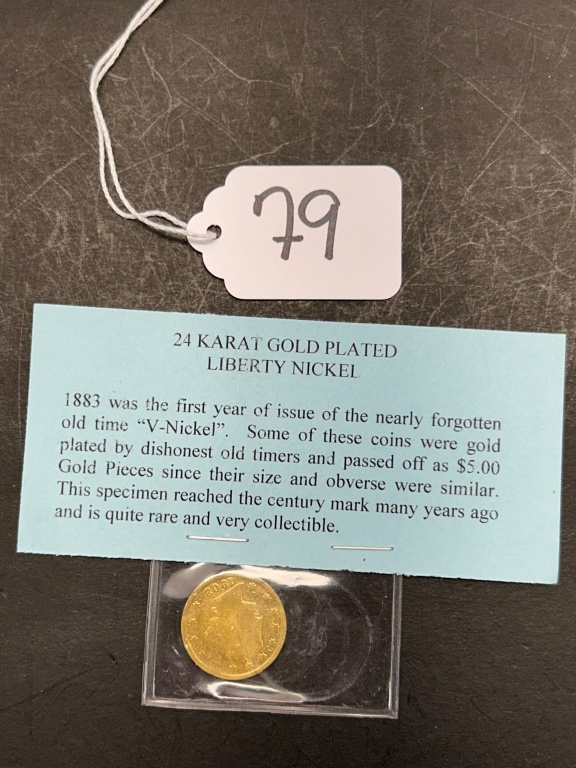 79
24 KARAT GOLD PLATED
LIBERTY NICKEL
1883 was the first year of issue of the nearly forgotten
old time “V-Nickel”. Some of these coins were gold
plated by dishonest old timers and passed off as $5.00
Gold Pieces since their size and obverse were similar.
This specimen reached the century mark many years ago
and is quite rare and very collectible.